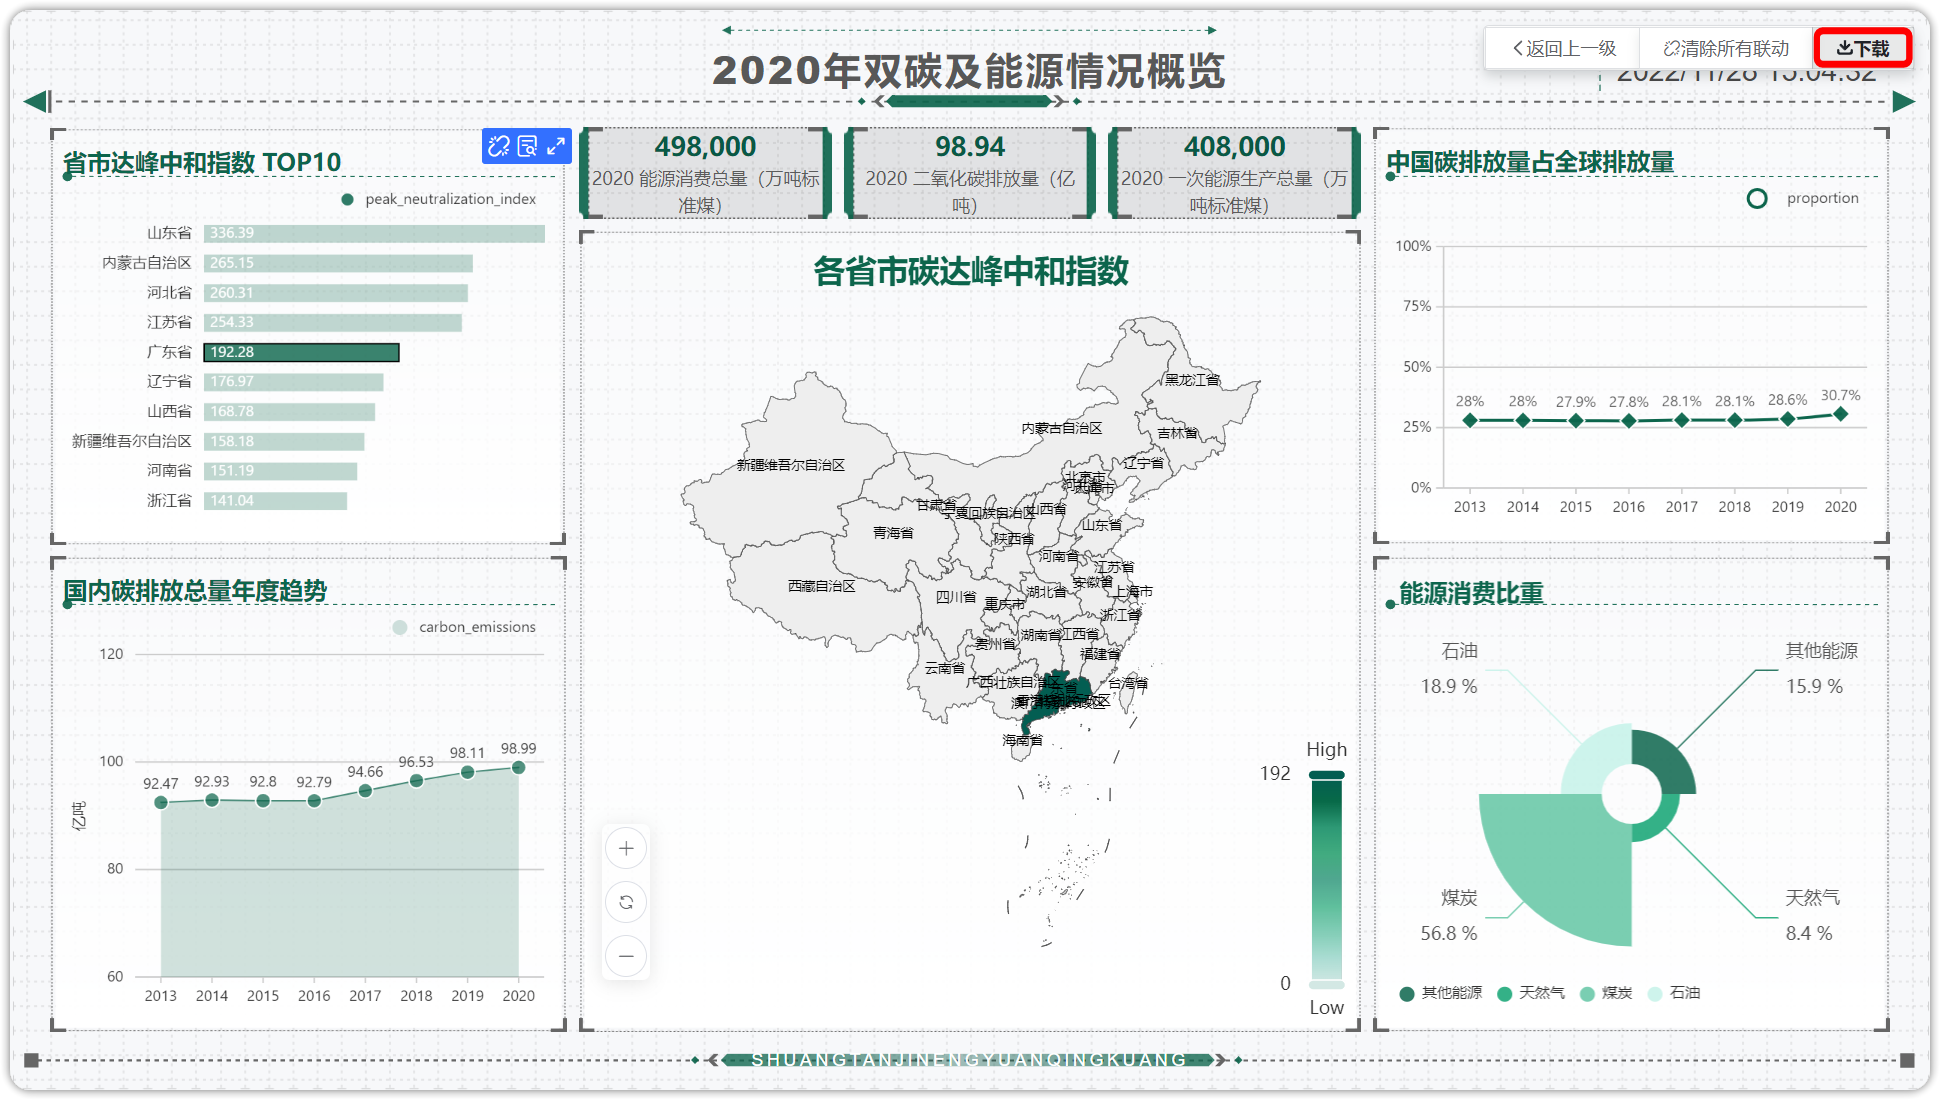 2020年双碳及能源情况概览
返回上一级
清除所有联动
下载
2022/11/28 15:04:32
省市达峰中和指数 TOP10
peak_neutralization_index
山东省 336.39
内蒙古自治区 265.15
河北省 260.31
江苏省 254.33
广东省 192.28
辽宁省 176.97
山西省 168.78
新疆维吾尔自治区 158.18
河南省 151.19
浙江省 141.04
498,000
2020 能源消费总量（万吨标
准煤）
98.94
2020 二氧化碳排放量（亿
吨）
408,000
2020 一次能源生产总量（万
吨标准煤）
各省市碳达峰中和指数
黑龙江省
内蒙古自治区
吉林省
新疆维吾尔自治区
辽宁省
北京市
甘肃省
宁夏回族自治区
山西省
山东省
青海省
陕西省
河南省
江苏省
西藏自治区
安徽省
四川省
湖北省
上海市
重庆市
浙江省
湖南省
江西省
贵州省
福建省
云南省
广西壮族自治区
台湾省
海南省
High
192
0
Low
中国碳排放量占全球排放量
proportion
100%
75%
50%
25%
0%
28% 28% 27.9% 27.8% 28.1% 28.1% 28.6% 30.7%
2013 2014 2015 2016 2017 2018 2019 2020
国内碳排放总量年度趋势
carbon_emissions
120
100
80
60
亿吨
92.47 92.93 92.8 92.79 94.66 96.53 98.11 98.99
2013 2014 2015 2016 2017 2018 2019 2020
能源消费比重
石油
18.9 %
其他能源
15.9 %
煤炭
56.8 %
天然气
8.4 %
其他能源 天然气 煤炭 石油
SHUANGTANJINENGYUANQINGKUANG